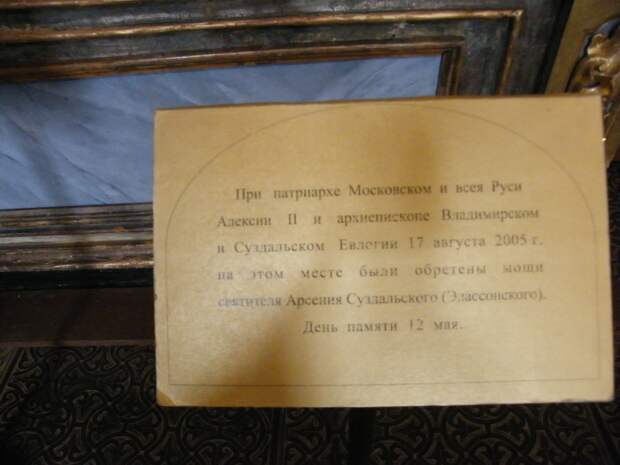 При патриархе Московском и всея Руси
Алексии II и архиепископе Владимирском
и Суздальском Евлогии 17 августа 2005 г.
на этом месте были обретены мощи
святителя Арсения Суздальского (Элассонского).
День памяти 12 мая.